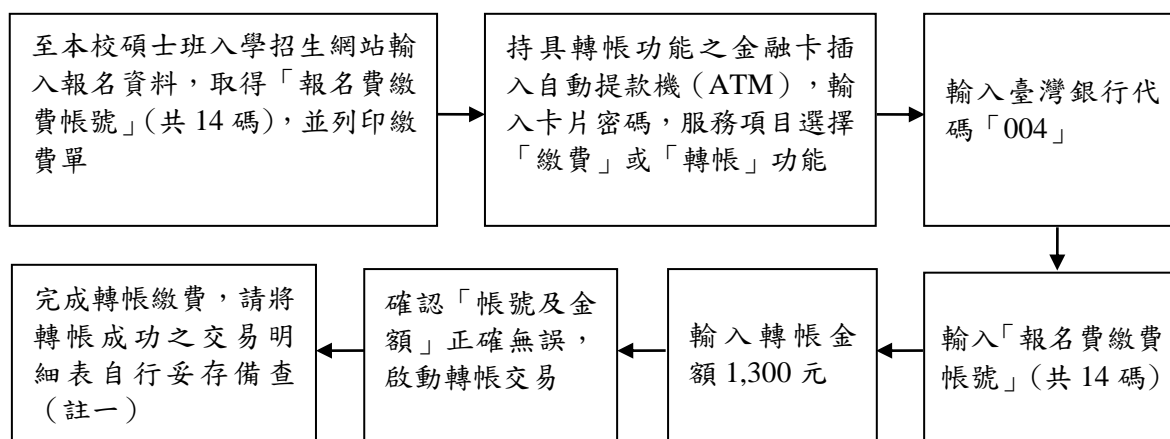 至本校碩士班入學招生網站輸
入報名資料，取得「報名費繳
費帳號」（共 14 碼），並列印繳
費單
持具轉帳功能之金融卡插
入自動提款機（ATM），輸
入卡片密碼，服務項目選擇
「繳費」或「轉帳」功能
輸入臺灣銀行代
碼「004」
輸入「報名費繳費
帳號」（共 14 碼）
輸入轉帳金
額 1,300 元
確認「帳號及金
額」正確無誤，
啟動轉帳交易
完成轉帳繳費，請將
轉帳成功之交易明
細表自行妥存備查
（註一）